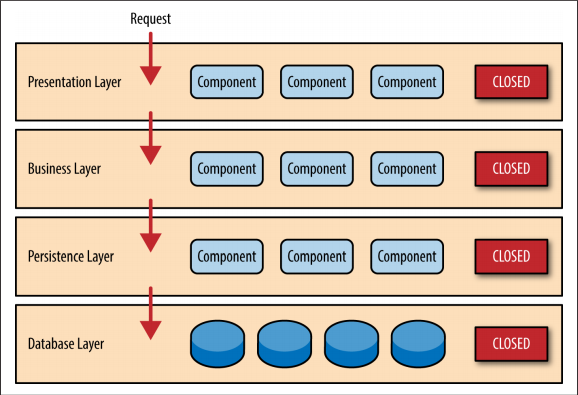 Request
Presentation Layer Component Component Component CLOSED
Business Layer Component Component Component CLOSED
Persistence Layer Component Component Component CLOSED
Database Layer CLOSED